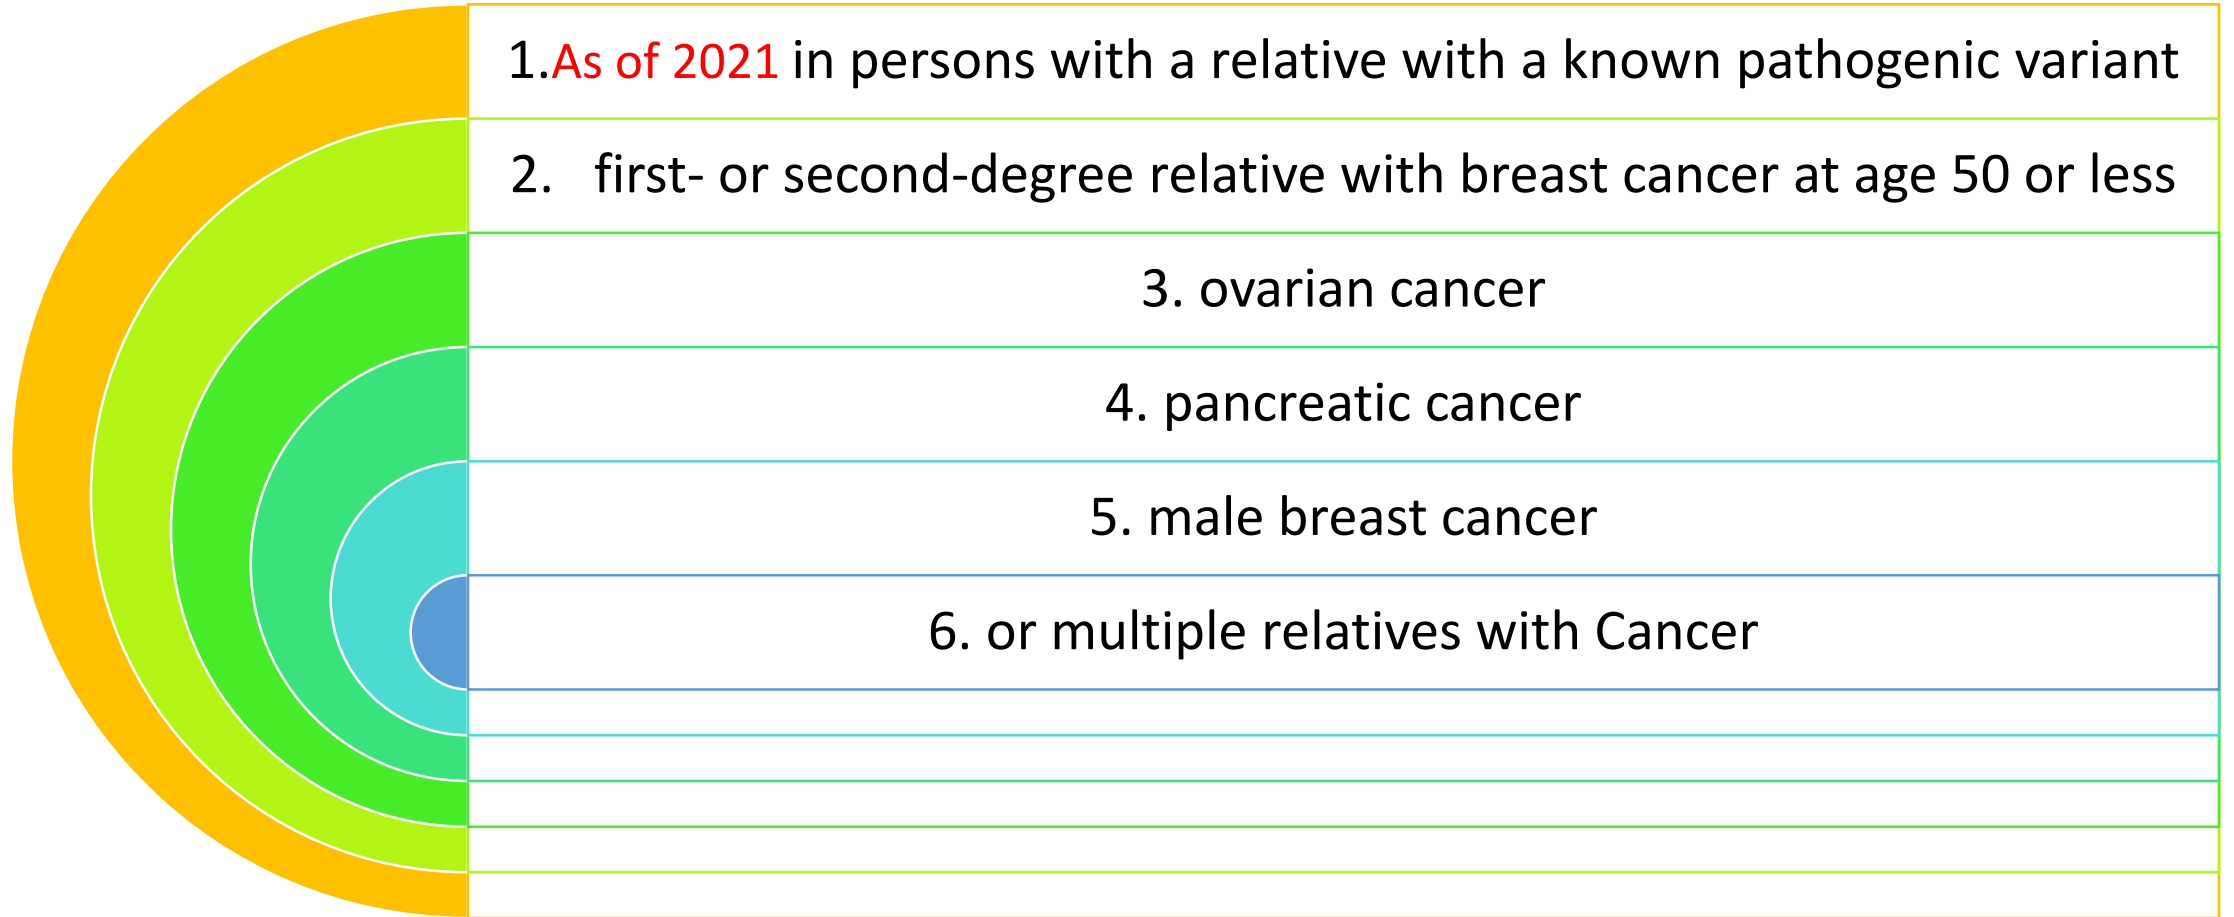 1.As of 2021 in persons with a relative with a known pathogenic variant
2. first- or second-degree relative with breast cancer at age 50 or less
3. ovarian cancer
4. pancreatic cancer
5. male breast cancer
6. or multiple relatives with Cancer